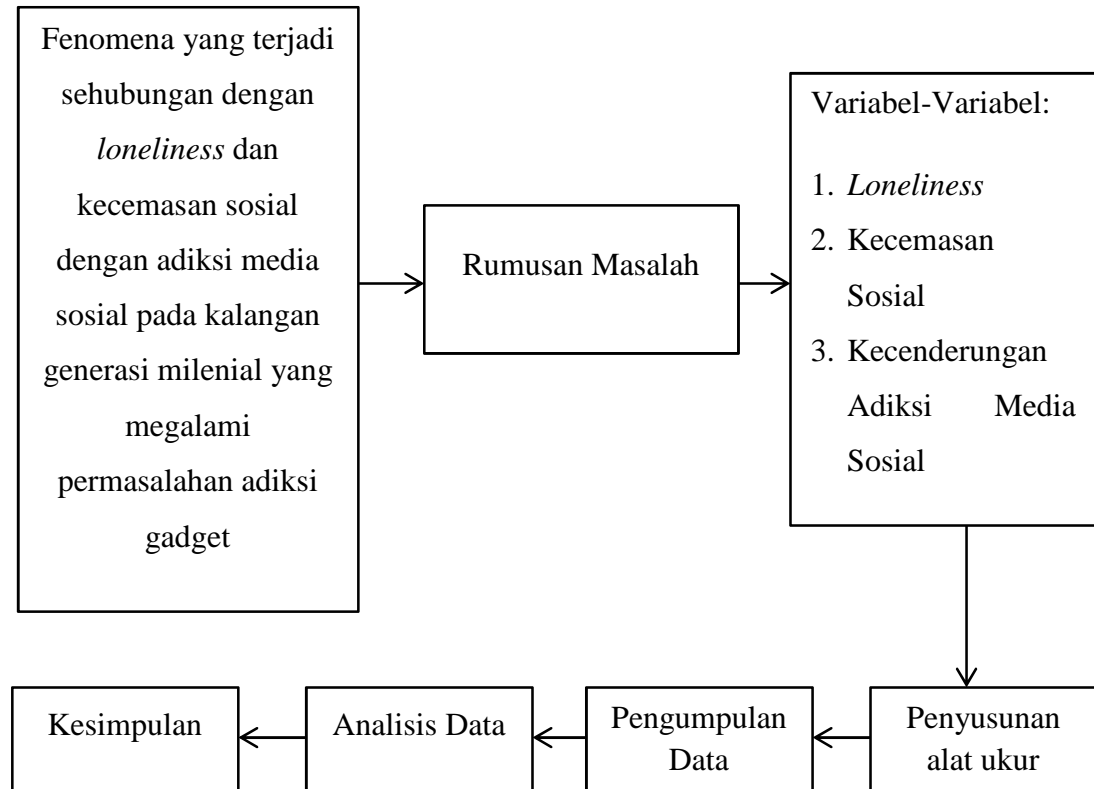 Fenomena yang terjadi
sehubungan dengan
loneliness dan
kecemasan sosial
dengan adiksi media
sosial pada kalangan
generasi milenial yang
megalami
permasalahan adiksi
gadget
Rumusan Masalah
Variabel-Variabel:
1. Loneliness
2. Kecemasan
Sosial
3. Kecenderungan
Adiksi Media
Sosial
Penyusunan
alat ukur
Pengumpulan
Data
Analisis Data
Kesimpulan